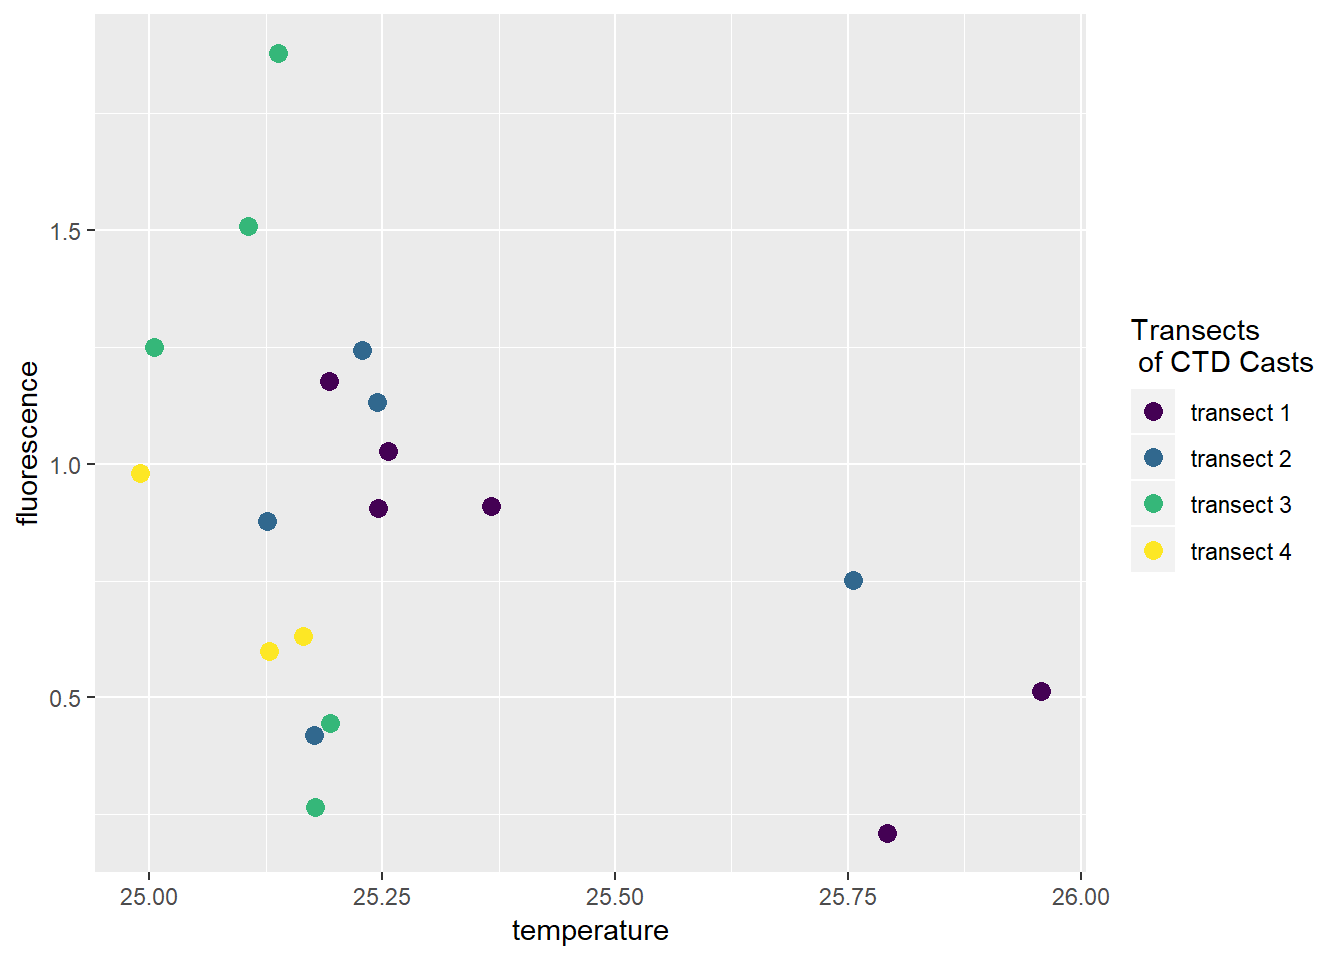 fluorescence
1.5
1.0
0.5
25.00 25.25 25.50 25.75 26.00
temperature
Transects
of CTD Casts
transect 1
transect 2
transect 3
transect 4